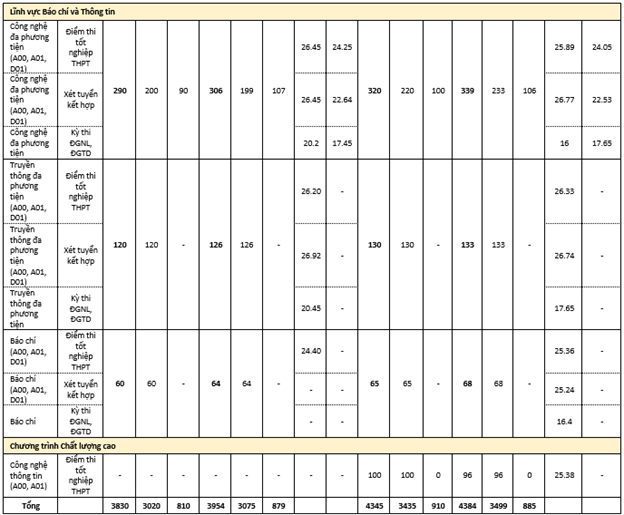 Lĩnh vực Báo chí và Thông tin
Công nghệ đa phương tiện (A00, A01, D01) Điểm thi tốt nghiệp THPT 26.45 24.25 25.89 24.05
Công nghệ đa phương tiện (A00, A01, D01) Xét tuyển kết hợp 290 200 90 306 199 107 26.45 22.64 320 220 100 339 233 106 26.77 22.53
Công nghệ đa phương tiện Kỳ thi ĐGNL, ĐGTD 20.2 17.45 16 17.65
Truyền thông đa phương tiện (A00, A01, D01) Điểm thi tốt nghiệp THPT 26.20 - 26.33 -
Truyền thông đa phương tiện (A00, A01, D01) Xét tuyển kết hợp 120 120 - 126 126 - 26.92 - 130 130 - 133 133 - 26.74 -
Truyền thông đa phương tiện Kỳ thi ĐGNL, ĐGTD 20.45 - 17.65 -
Báo chí (A00, A01, D01) Điểm thi tốt nghiệp THPT 24.40 - 25.36 -
Báo chí (A00, A01, D01) Xét tuyển kết hợp 60 60 - 64 64 - - - 65 65 - 68 68 - 25.24 -
Báo chí Kỳ thi ĐGNL, ĐGTD - - 16.4 -
Chương trình Chất lượng cao
Công nghệ thông tin (A00, A01) Điểm thi tốt nghiệp THPT - - - - - - - - 100 100 0 96 96 0 25.38 -
Tổng 3830 3020 810 3954 3075 879 4345 3435 910 4384 3499 885